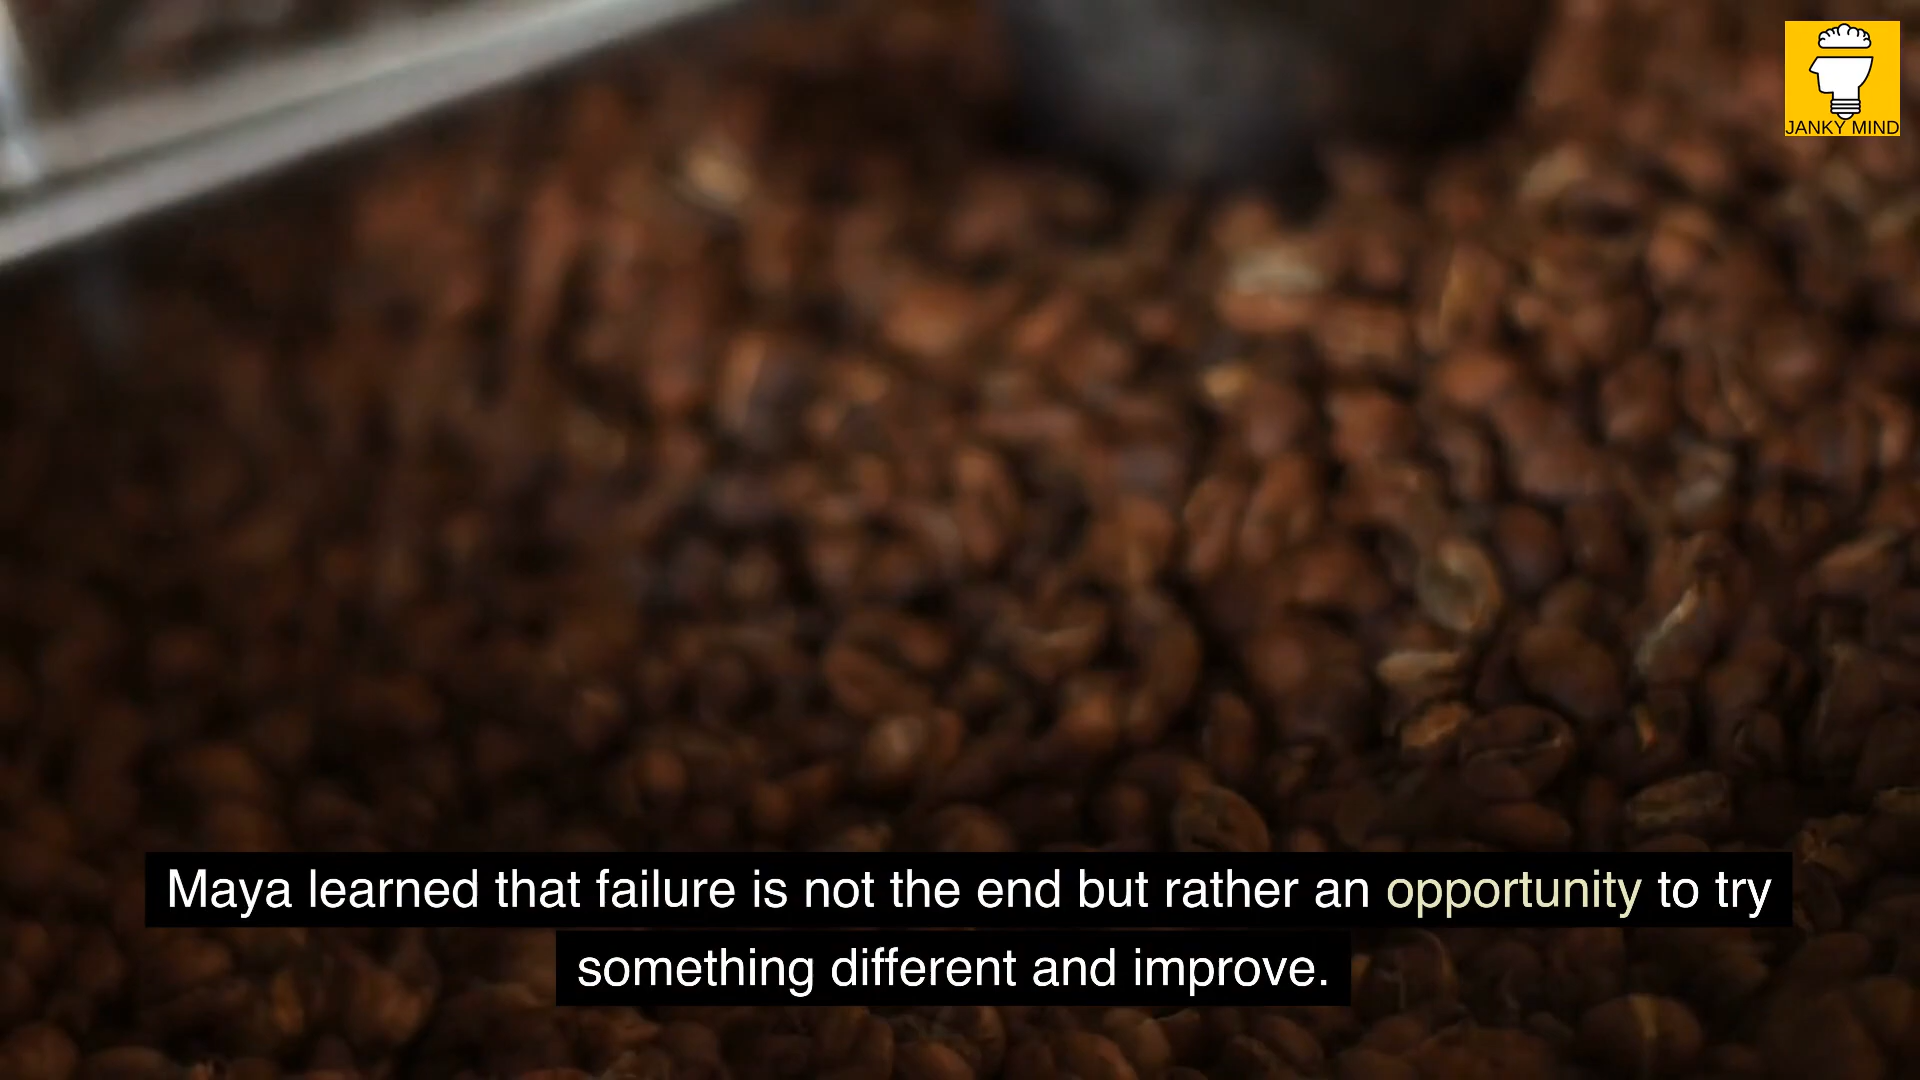 JANKY MIND
Maya learned that failure is not the end but rather an opportunity to try
something different and improve.